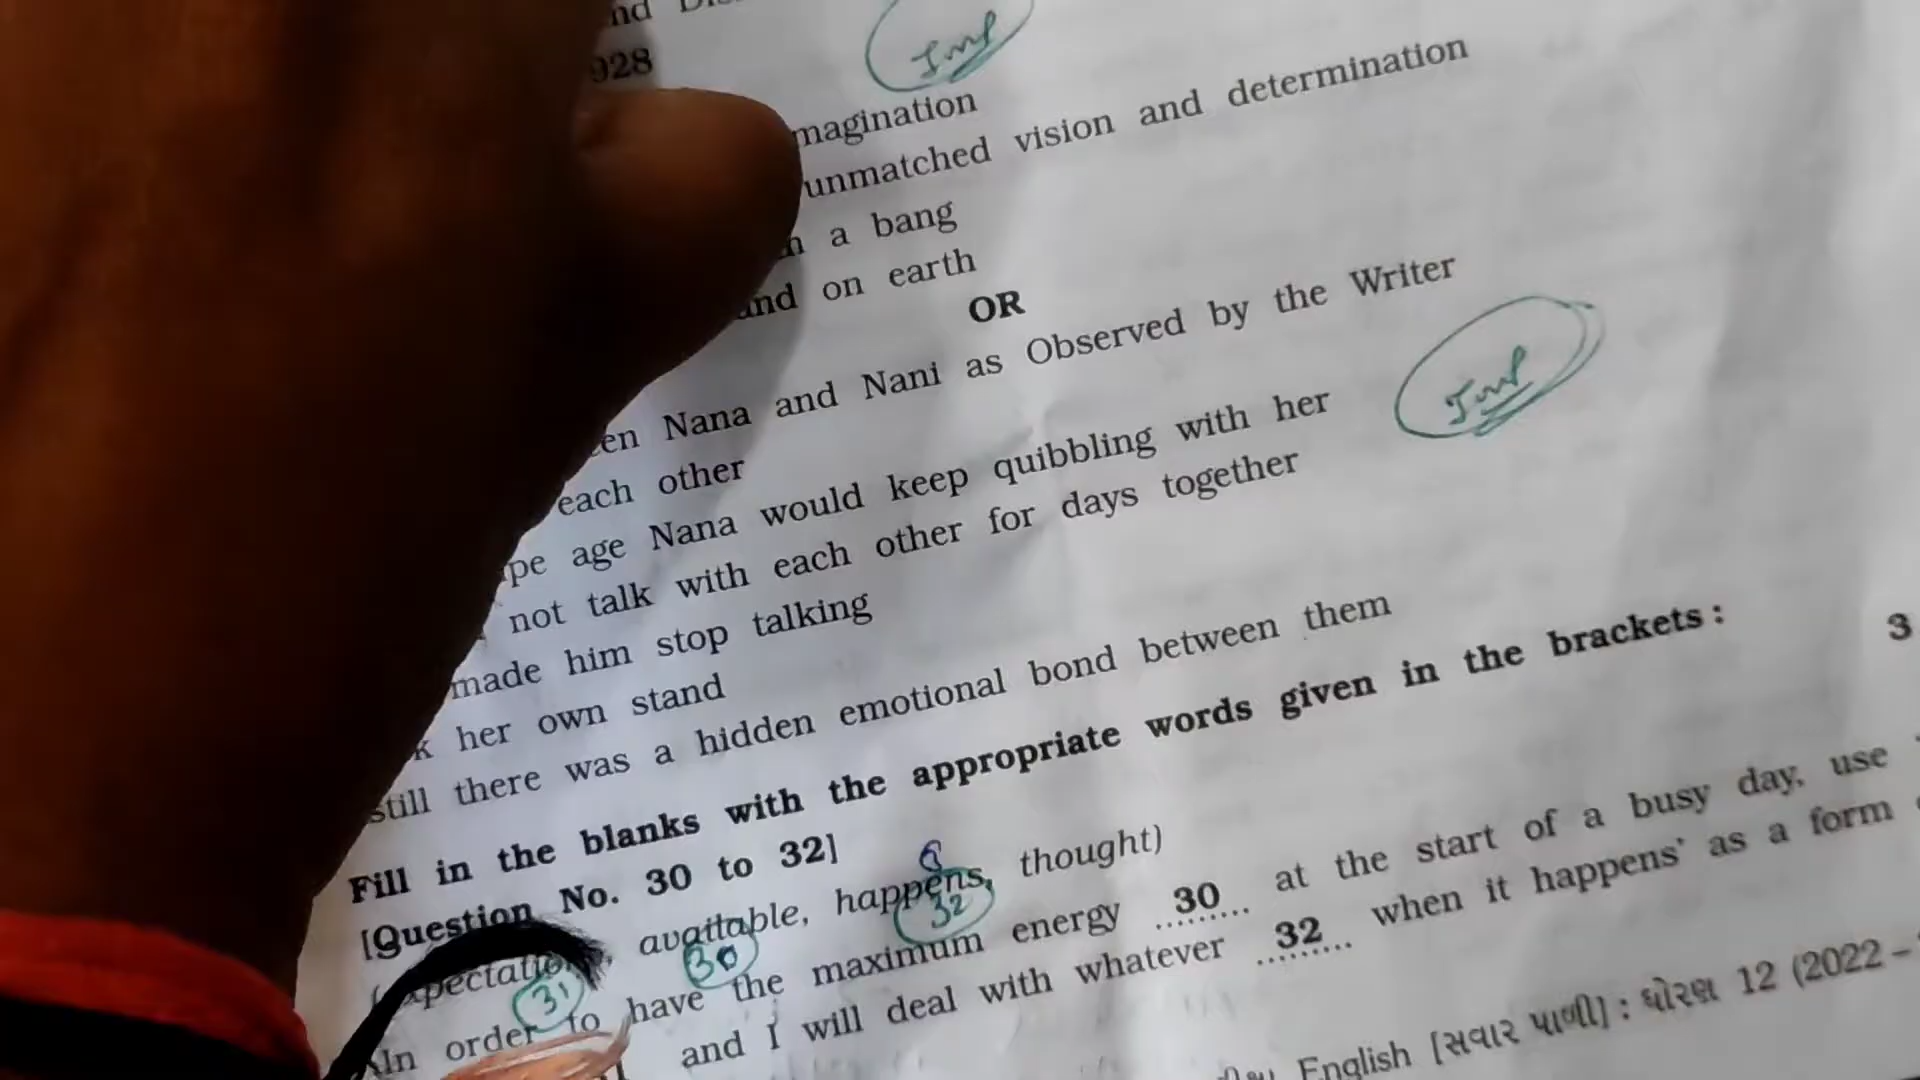 928
Imp
magination
unmatched vision and determination
a bang
and on earth
OR
Nana and Nani as Observed by the Writer
each other
age Nana would keep quibbling with her
Imp
not talk with each other for days together
made him stop talking
her own stand
still there was a hidden emotional bond between them
Fill in the blanks with the appropriate words given in the brackets : 3
[Question No. 30 to 32]
available, happens, thought)
31 30 32
In order to have the maximum energy 30 at the start of a busy day, use
and I will deal with whatever 32 when it happens' as a form
English [સવાર પાળી] : ધોરણ 12 (2022 –